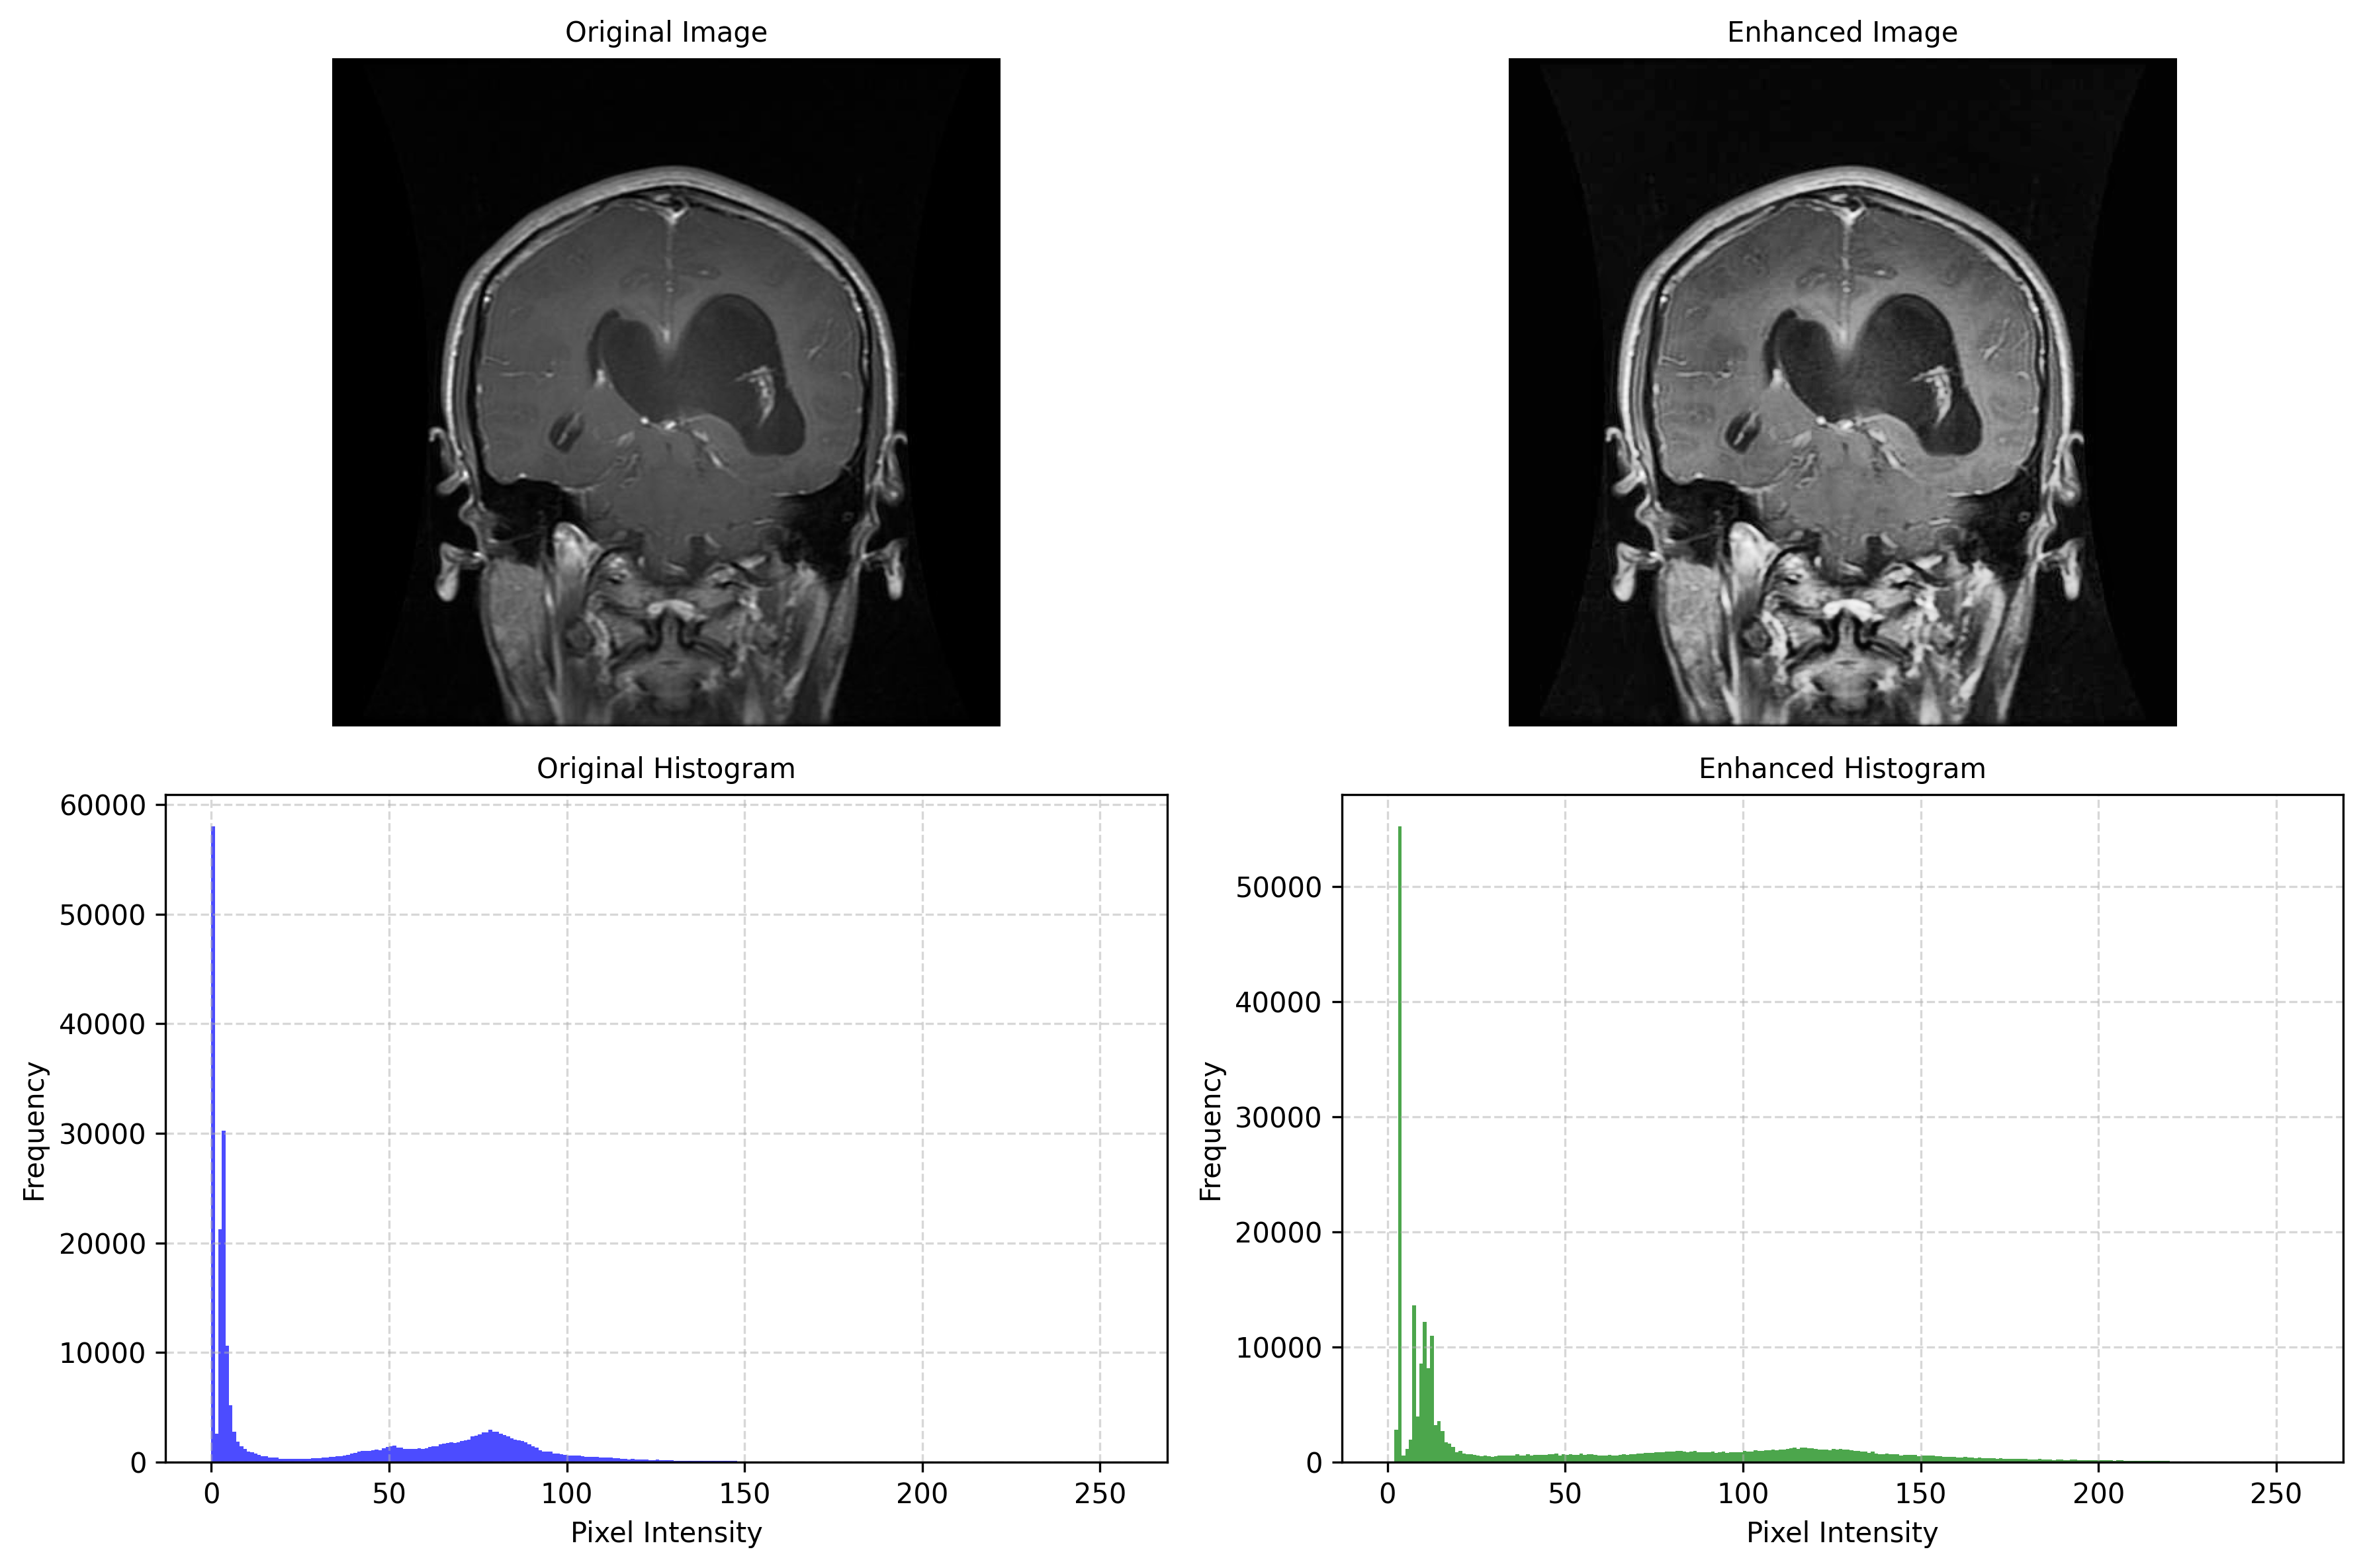 Original Image
Enhanced Image
Original Histogram
Enhanced Histogram
60000
50000
40000
30000
20000
10000
0
Frequency
0 50 100 150 200 250
Pixel Intensity
50000
40000
30000
20000
10000
0
Frequency
0 50 100 150 200 250
Pixel Intensity